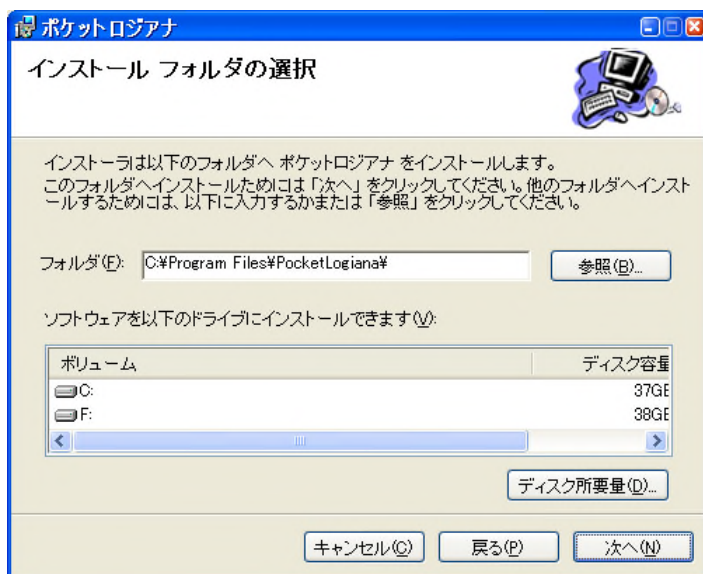 ポケットロジアナ
インストール フォルダの選択
インストーラは以下のフォルダへ ポケットロジアナ をインストールします。
このフォルダへインストールためには「次へ」をクリックしてください。他のフォルダへインスト
ールするためには、以下に入力するかまたは「参照」をクリックしてください。
フォルダ(F): C:¥Program Files¥PocketLogiana¥ 参照(B)...
ソフトウェアを以下のドライブにインストールできます(V):
ボリューム ディスク容量
C: 37GB
F: 38GB
ディスク所要量(D)...
キャンセル(C) 戻る(P) 次へ(N)